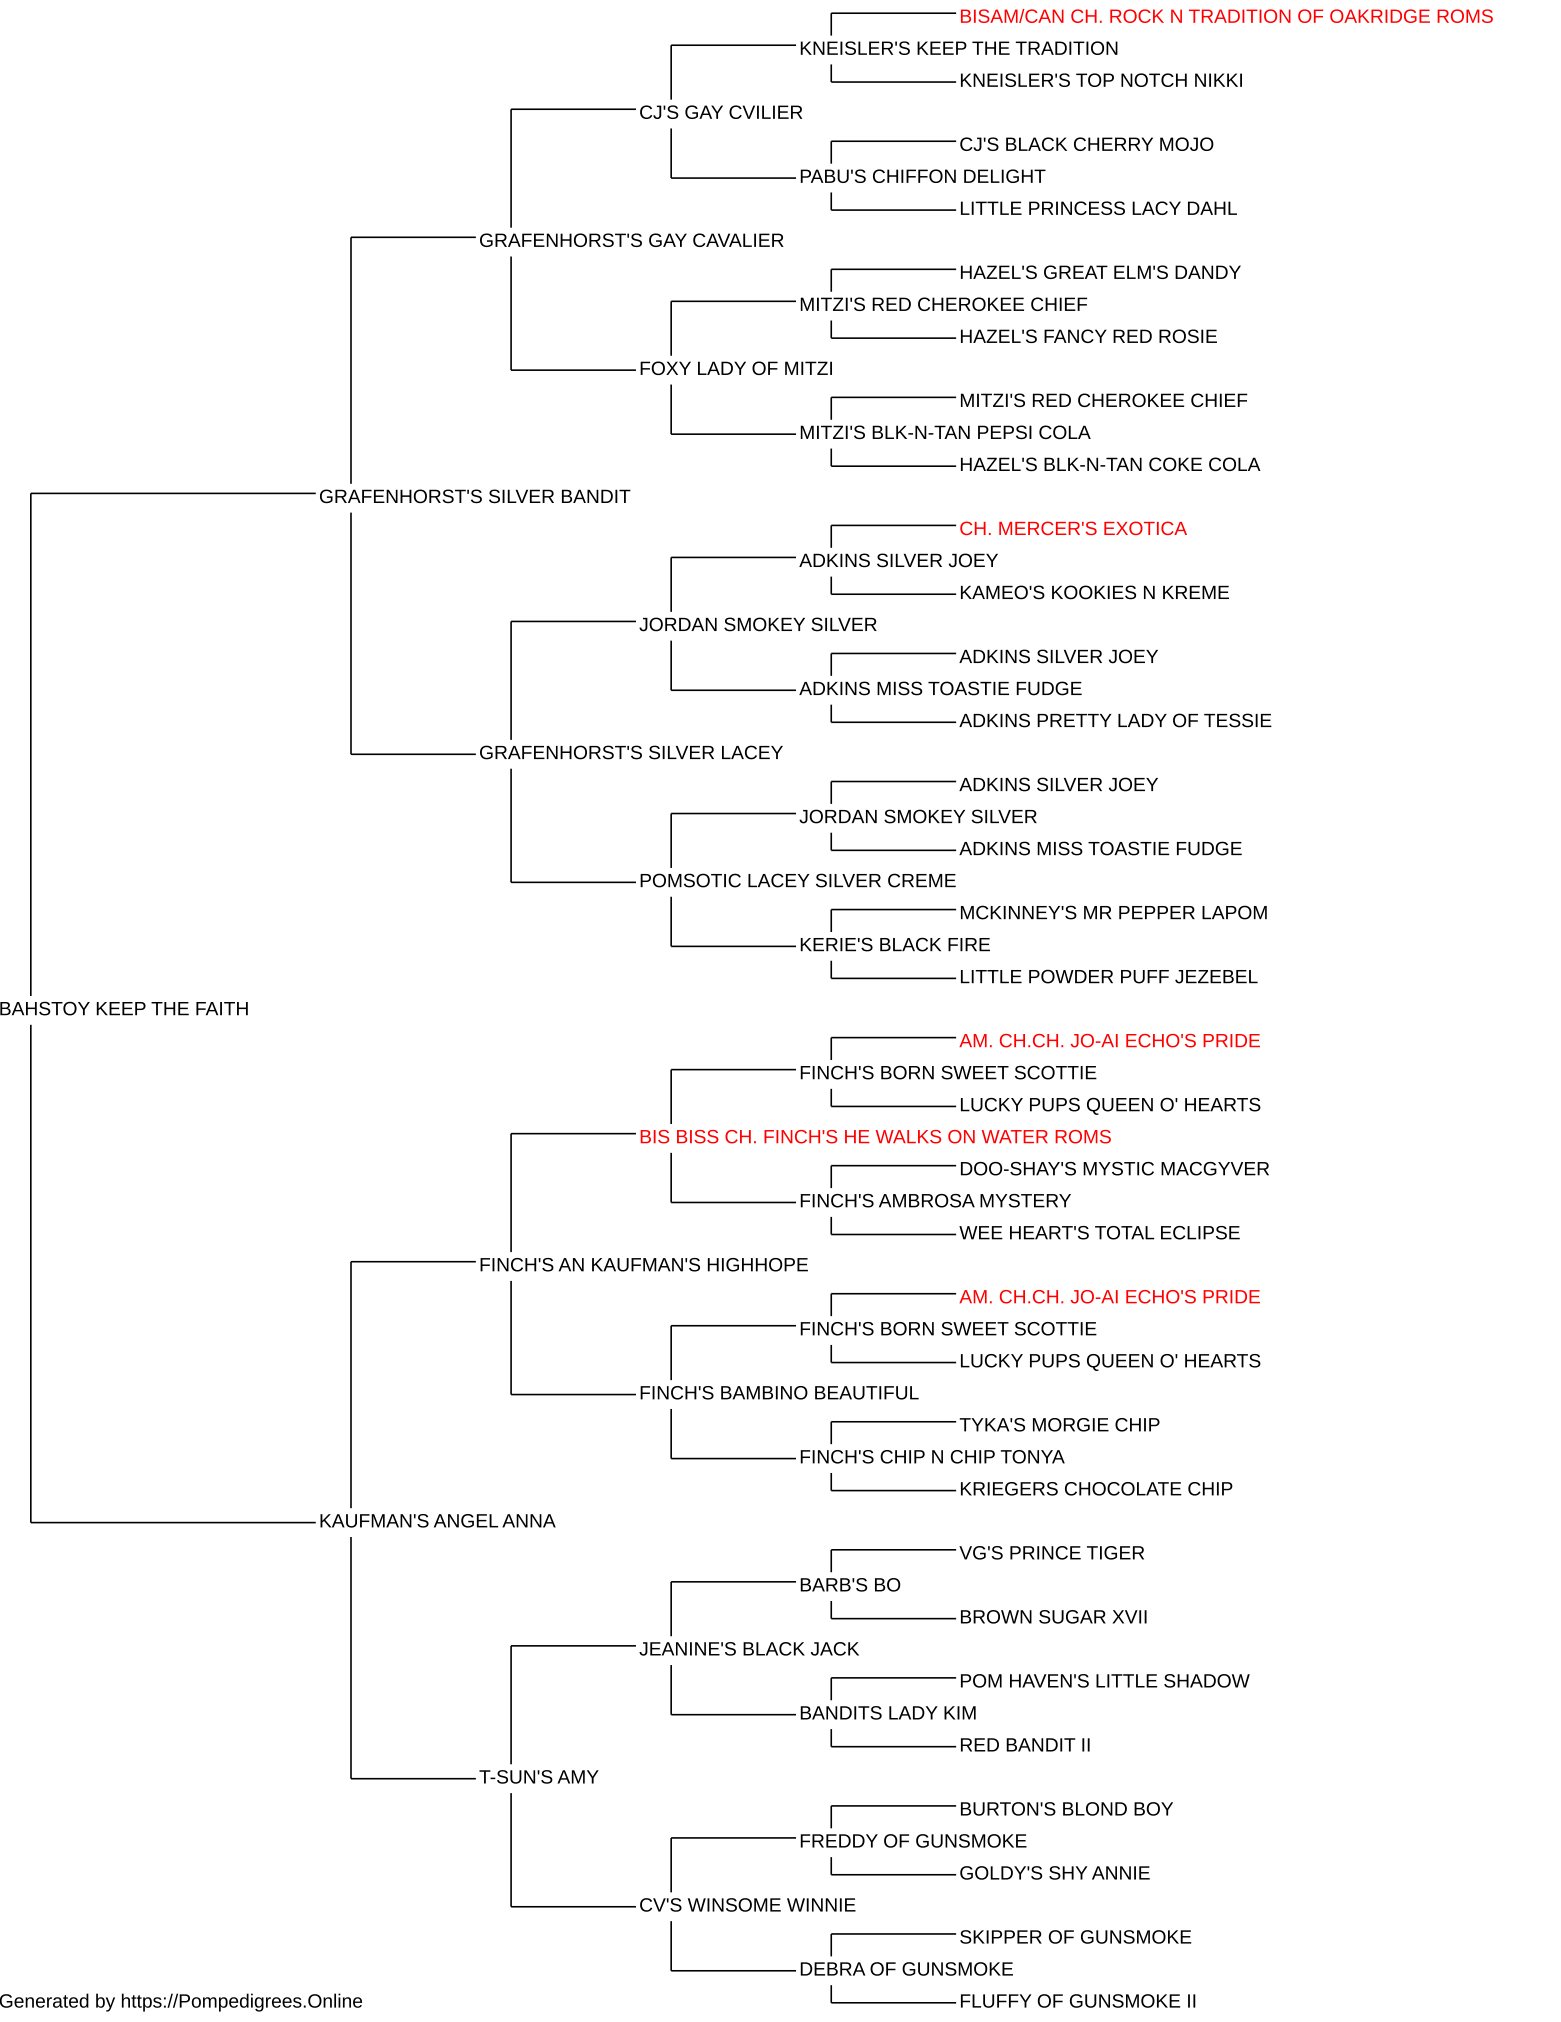 BISAM/CAN CH. ROCK N TRADITION OF OAKRIDGE ROMS
KNEISLER'S KEEP THE TRADITION
KNEISLER'S TOP NOTCH NIKKI
CJ'S GAY CVILIER
CJ'S BLACK CHERRY MOJO
PABU'S CHIFFON DELIGHT
LITTLE PRINCESS LACY DAHL
GRAFENHORST'S GAY CAVALIER
HAZEL'S GREAT ELM'S DANDY
MITZI'S RED CHEROKEE CHIEF
HAZEL'S FANCY RED ROSIE
FOXY LADY OF MITZI
MITZI'S RED CHEROKEE CHIEF
MITZI'S BLK-N-TAN PEPSI COLA
HAZEL'S BLK-N-TAN COKE COLA
GRAFENHORST'S SILVER BANDIT
CH. MERCER'S EXOTICA
ADKINS SILVER JOEY
KAMEO'S KOOKIES N KREME
JORDAN SMOKEY SILVER
ADKINS SILVER JOEY
ADKINS MISS TOASTIE FUDGE
ADKINS PRETTY LADY OF TESSIE
GRAFENHORST'S SILVER LACEY
ADKINS SILVER JOEY
JORDAN SMOKEY SILVER
ADKINS MISS TOASTIE FUDGE
POMSOTIC LACEY SILVER CREME
MCKINNEY'S MR PEPPER LAPOM
KERIE'S BLACK FIRE
LITTLE POWDER PUFF JEZEBEL
BAHSTOY KEEP THE FAITH
AM. CH.CH. JO-AI ECHO'S PRIDE
FINCH'S BORN SWEET SCOTTIE
LUCKY PUPS QUEEN O' HEARTS
BIS BISS CH. FINCH'S HE WALKS ON WATER ROMS
DOO-SHAY'S MYSTIC MACGYVER
FINCH'S AMBROSA MYSTERY
WEE HEART'S TOTAL ECLIPSE
FINCH'S AN KAUFMAN'S HIGHHOPE
AM. CH.CH. JO-AI ECHO'S PRIDE
FINCH'S BORN SWEET SCOTTIE
LUCKY PUPS QUEEN O' HEARTS
FINCH'S BAMBINO BEAUTIFUL
TYKA'S MORGIE CHIP
FINCH'S CHIP N CHIP TONYA
KRIEGERS CHOCOLATE CHIP
KAUFMAN'S ANGEL ANNA
VG'S PRINCE TIGER
BARB'S BO
BROWN SUGAR XVII
JEANINE'S BLACK JACK
POM HAVEN'S LITTLE SHADOW
BANDITS LADY KIM
RED BANDIT II
T-SUN'S AMY
BURTON'S BLOND BOY
FREDDY OF GUNSMOKE
GOLDY'S SHY ANNIE
CV'S WINSOME WINNIE
SKIPPER OF GUNSMOKE
DEBRA OF GUNSMOKE
FLUFFY OF GUNSMOKE II
Generated by https://Pompedigrees.Online